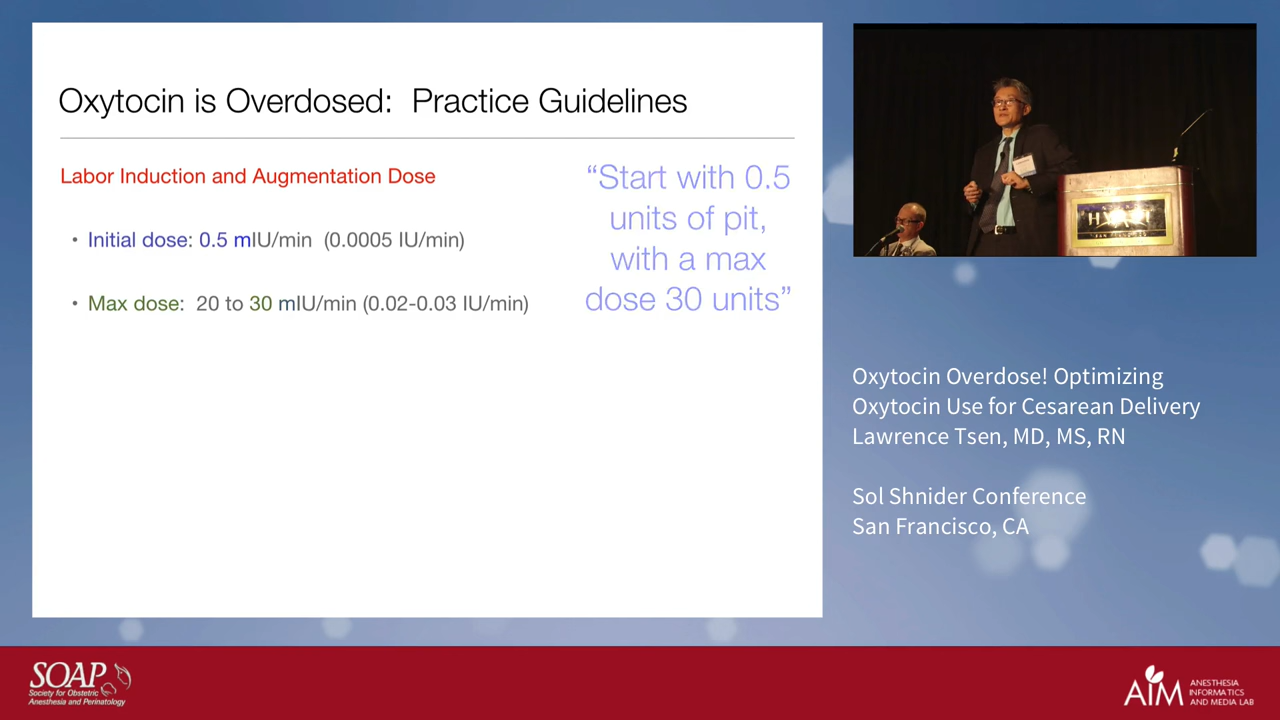 Oxytocin is Overdosed: Practice Guidelines
Labor Induction and Augmentation Dose
• Initial dose: 0.5 mIU/min (0.0005 IU/min)
• Max dose: 20 to 30 mIU/min (0.02-0.03 IU/min)
“Start with 0.5
units of pit,
with a max
dose 30 units”
HYATT
Oxytocin Overdose! Optimizing
Oxytocin Use for Cesarean Delivery
Lawrence Tsen, MD, MS, RN
Sol Shnider Conference
San Francisco, CA
SOAP
Society for Obstetric
Anesthesia and Perinatology
AIM
ANESTHESIA
INFORMATICS
AND MEDIA LAB